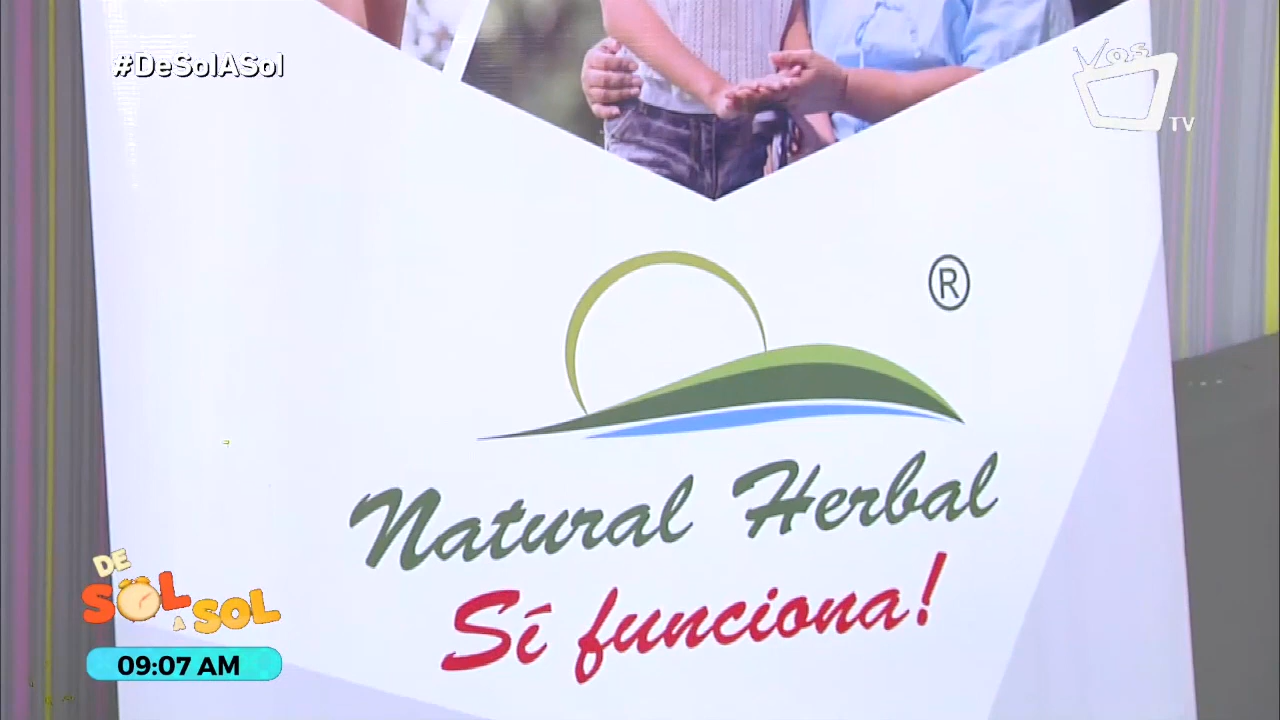 #DeSolASol
Vos
TV
®
Natural Herbal
Sí funciona!
DE
SOL
A
SOL
09:07 AM